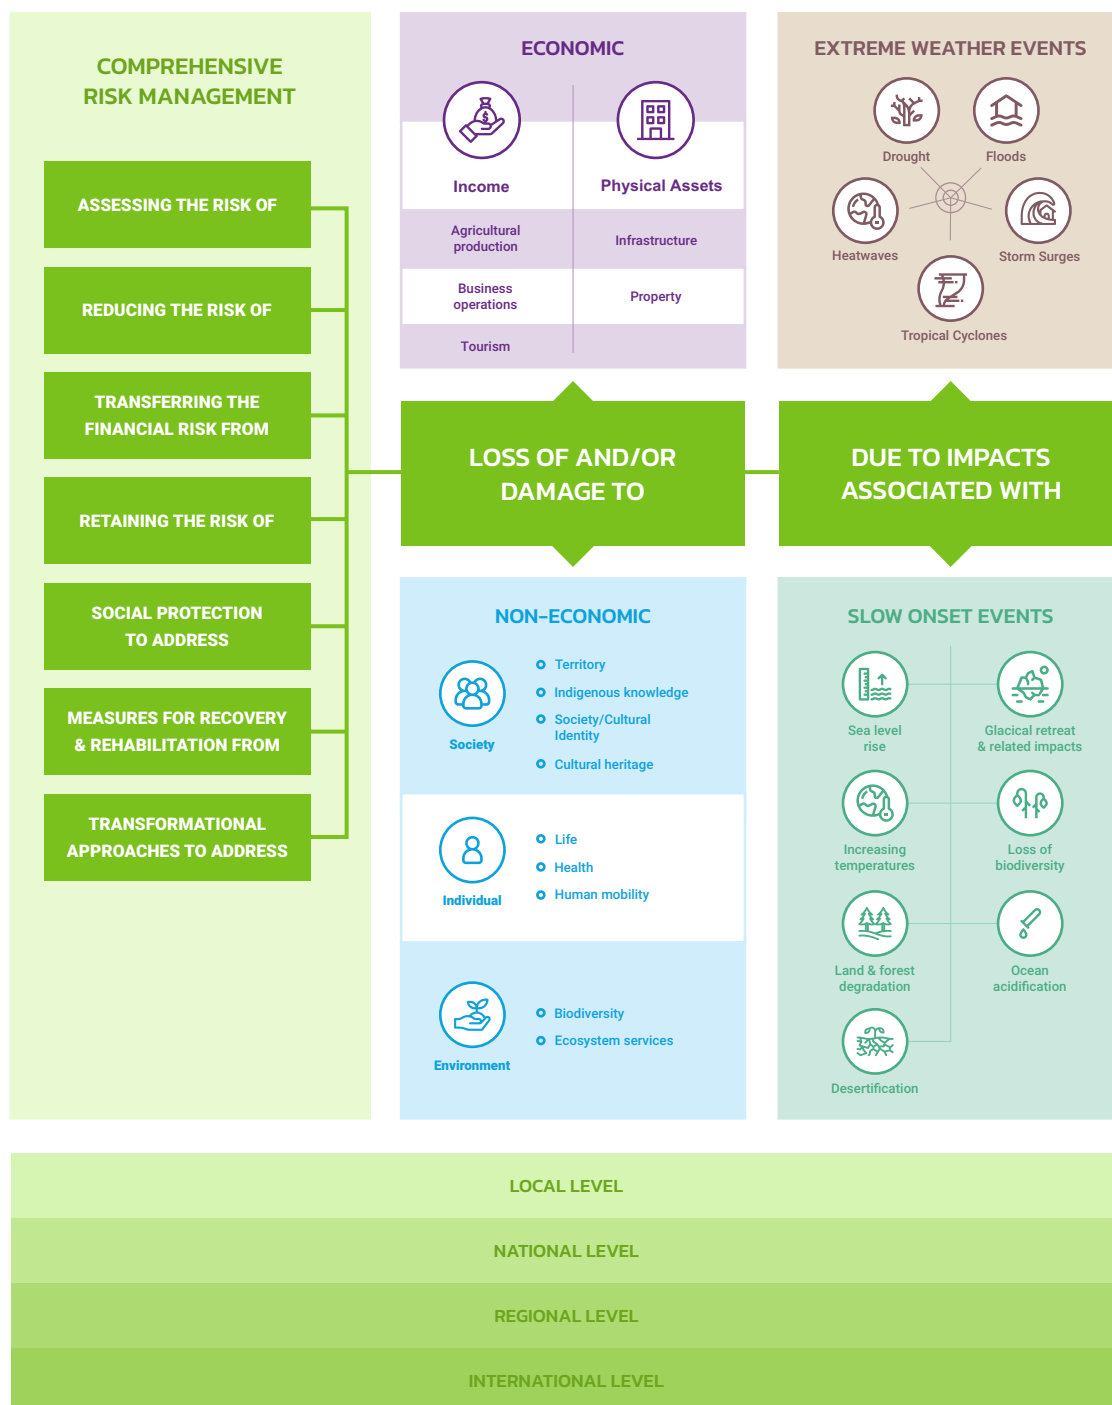 COMPREHENSIVE
RISK MANAGEMENT
ASSESSING THE RISK OF
REDUCING THE RISK OF
TRANSFERRING THE
FINANCIAL RISK FROM
RETAINING THE RISK OF
SOCIAL PROTECTION
TO ADDRESS
MEASURES FOR RECOVERY
& REHABILITATION FROM
TRANSFORMATIONAL
APPROACHES TO ADDRESS
ECONOMIC
Income
Physical Assets
Agricultural
production
Infrastructure
Business
operations
Property
Tourism
LOSS OF AND/OR
DAMAGE TO
NON-ECONOMIC
Society
Territory
Indigenous knowledge
Society/Cultural
Identity
Cultural heritage
Individual
Life
Health
Human mobility
Environment
Biodiversity
Ecosystem services
EXTREME WEATHER EVENTS
Drought
Floods
Heatwaves
Storm Surges
Tropical Cyclones
DUE TO IMPACTS
ASSOCIATED WITH
SLOW ONSET EVENTS
Sea level
rise
Glacical retreat
& related impacts
Increasing
temperatures
Loss of
biodiversity
Land & forest
degradation
Ocean
acidification
Desertification
LOCAL LEVEL
NATIONAL LEVEL
REGIONAL LEVEL
INTERNATIONAL LEVEL